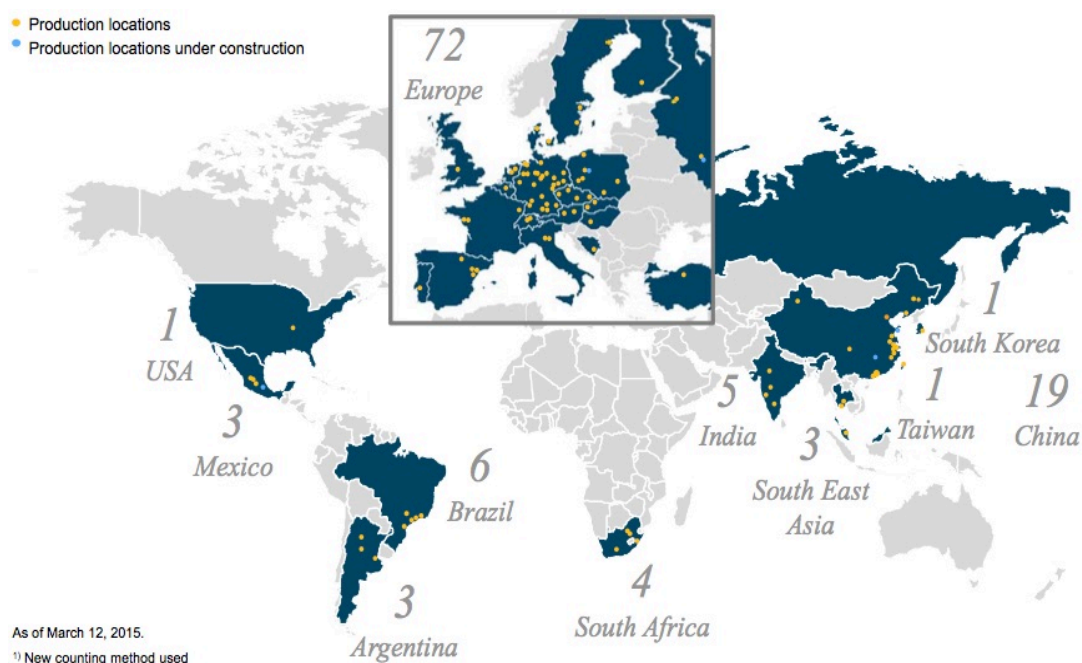 Production locations
Production locations under construction
72
Europe
1
USA
3
Mexico
6
Brazil
3
Argentina
4
South Africa
5
India
3
South East
Asia
1
South Korea
1
Taiwan
19
China
As of March 12, 2015.
1) New counting method used